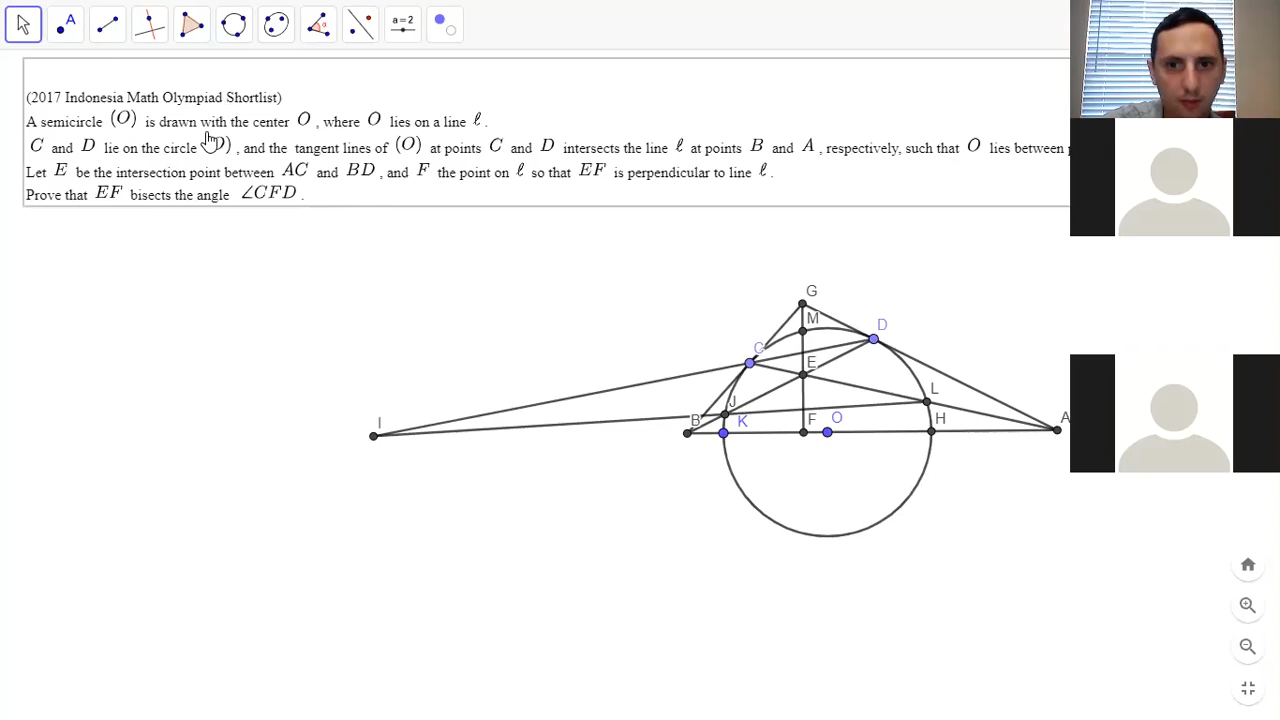 a=2
(2017 Indonesia Math Olympiad Shortlist)
A semicircle (O) is drawn with the center O , where O lies on a line ℓ .
C and D lie on the circle (O) , and the tangent lines of (O) at points C and D intersects the line ℓ at points B and A , respectively, such that O lies between
Let E be the intersection point between AC and BD , and F the point on ℓ so that EF is perpendicular to line ℓ .
Prove that EF bisects the angle ∠CFD .
G
M
D
C
E
L
J
I
B
K
F
O
H
A